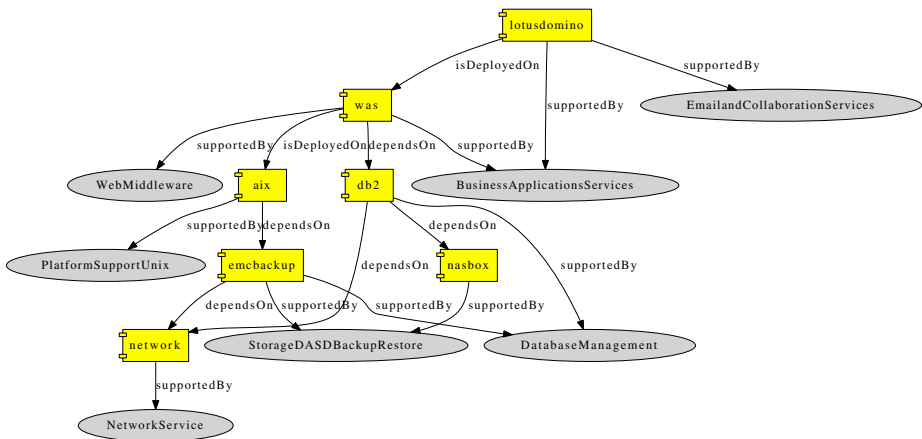 lotusdomino
isDeployedOn
supportedBy
supportedBy
was
EmailandCollaborationServices
supportedBy
isDeployedOn
dependsOn
supportedBy
WebMiddleware
aix
db2
BusinessApplicationsServices
supportedBy
dependsOn
dependsOn
PlatformSupportUnix
emcbackup
dependsOn
nasbox
supportedBy
dependsOn
supportedBy
supportedBy
supportedBy
network
StorageDASDBackupRestore
DatabaseManagement
supportedBy
NetworkService